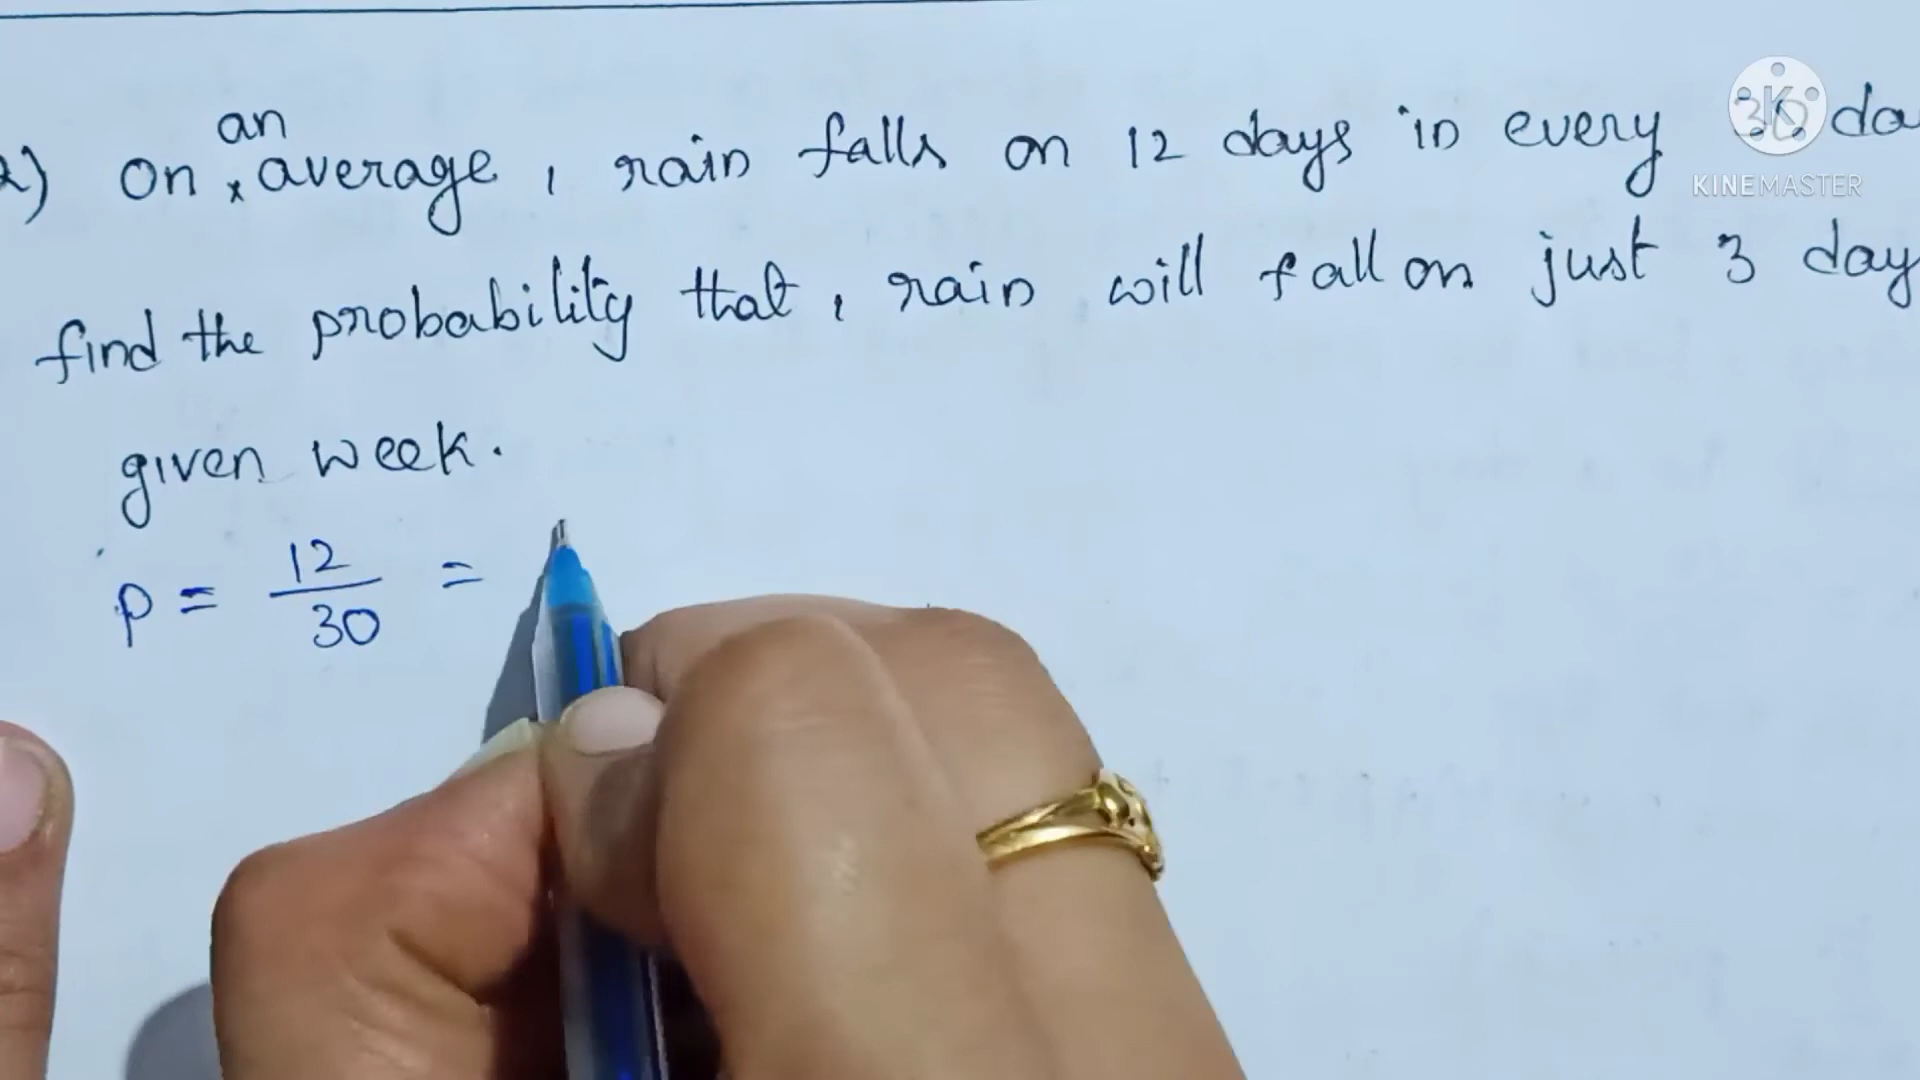 2) on an average, rain falls on 12 days in every 30 da
find the probability that, rain will fall on just 3 day
given week.
p = 12/30 =
KINEMASTER